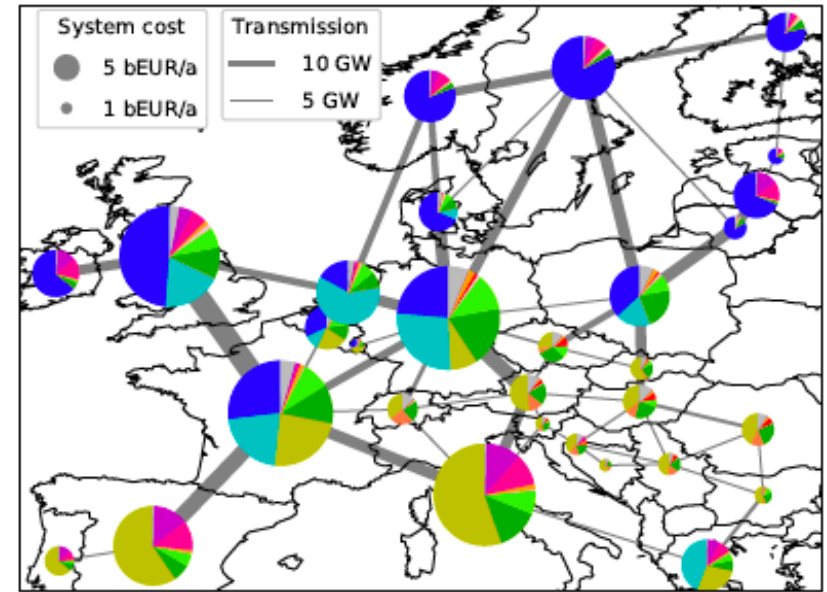 System cost
5 bEUR/a
1 bEUR/a
Transmission
10 GW
5 GW